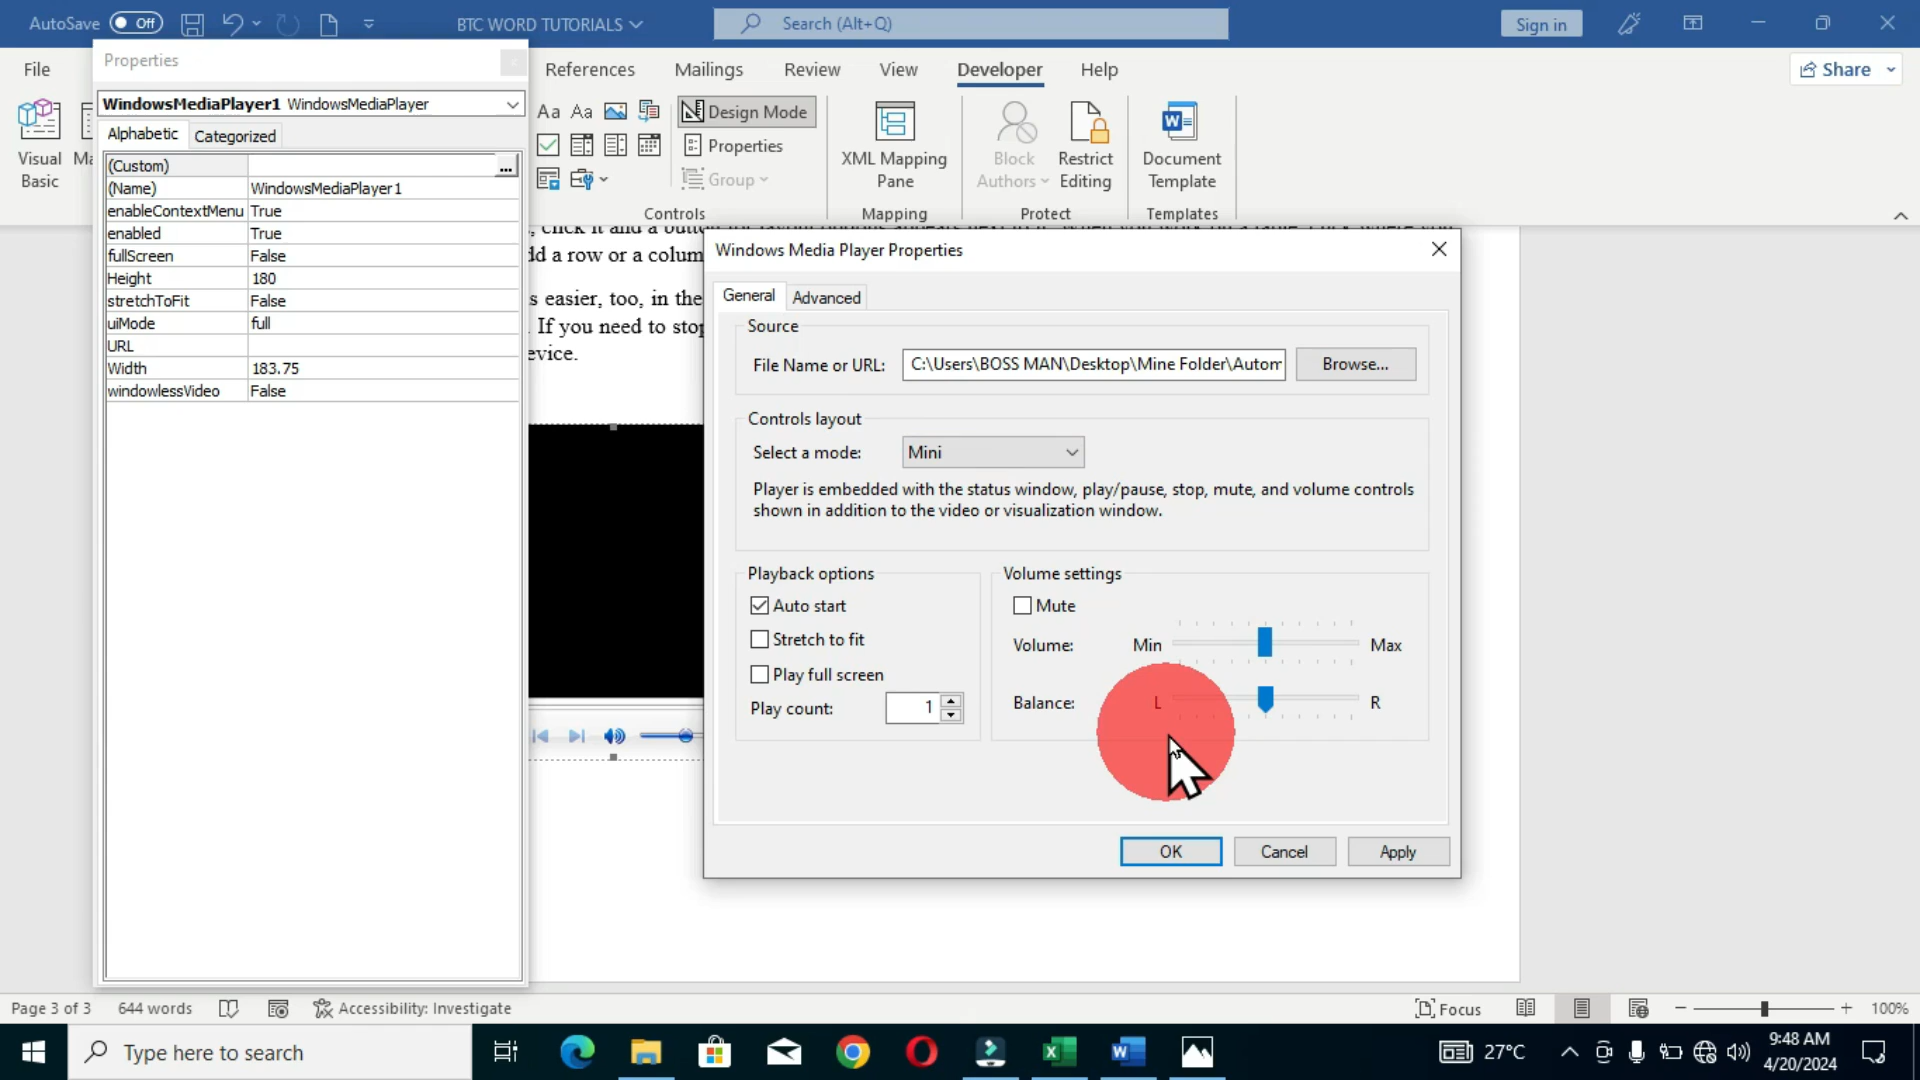 AutoSave Off
BTC WORD TUTORIALS
Search (Alt+Q)
Sign in
File
References
Mailings
Review
View
Developer
Help
Share
Properties
WindowsMediaPlayer1 WindowsMediaPlayer
Alphabetic
Categorized
(Custom) ...
(Name) WindowsMediaPlayer1
enableContextMenu True
enabled True
fullScreen False
Height 180
stretchToFit False
uiMode full
URL
Width 183.75
windowlessVideo False
Visual
Basic
Aa Aa
Design Mode
Properties
Group
Controls
XML Mapping
Pane
Mapping
Block
Authors
Restrict
Editing
Protect
Document
Template
Templates
dd a row or a colum
s easier, too, in the
. If you need to stop
evice.
Windows Media Player Properties
General
Advanced
Source
File Name or URL: C:\Users\BOSS MAN\Desktop\Mine Folder\Autom
Browse...
Controls layout
Select a mode: Mini
Player is embedded with the status window, play/pause, stop, mute, and volume controls
shown in addition to the video or visualization window.
Playback options
Auto start
Stretch to fit
Play full screen
Play count: 1
Volume settings
Mute
Volume: Min Max
Balance: L R
OK
Cancel
Apply
Page 3 of 3
644 words
Accessibility: Investigate
Focus
100%
Type here to search
27°C
9:48 AM
4/20/2024